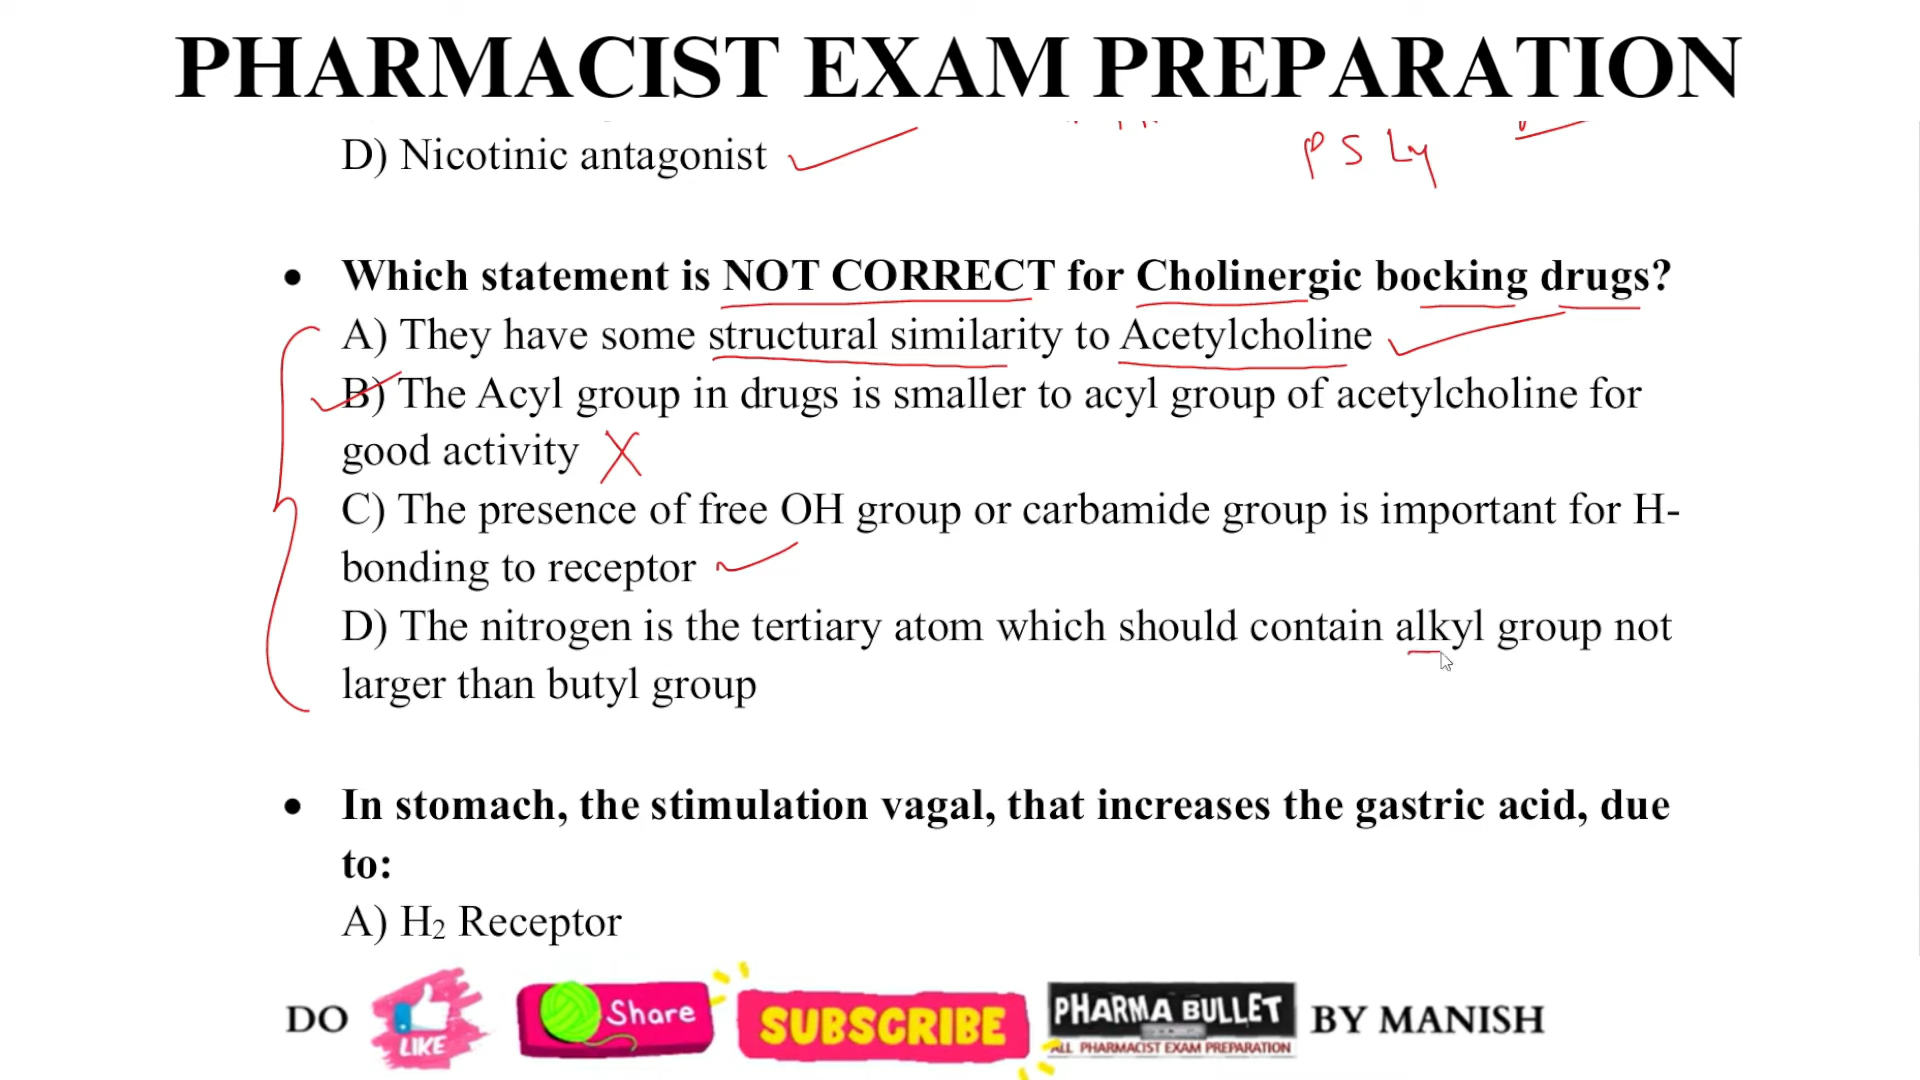 PHARMACIST EXAM PREPARATION
D) Nicotinic antagonist
P S Ly
• Which statement is NOT CORRECT for Cholinergic bocking drugs?
A) They have some structural similarity to Acetylcholine
B) The Acyl group in drugs is smaller to acyl group of acetylcholine for
good activity
C) The presence of free OH group or carbamide group is important for H-
bonding to receptor
D) The nitrogen is the tertiary atom which should contain alkyl group not
larger than butyl group
• In stomach, the stimulation vagal, that increases the gastric acid, due
to:
A) H₂ Receptor
DO LIKE Share SUBSCRIBE PHARMA BULLET BY MANISH
ALL PHARMACIST EXAM PREPARATION